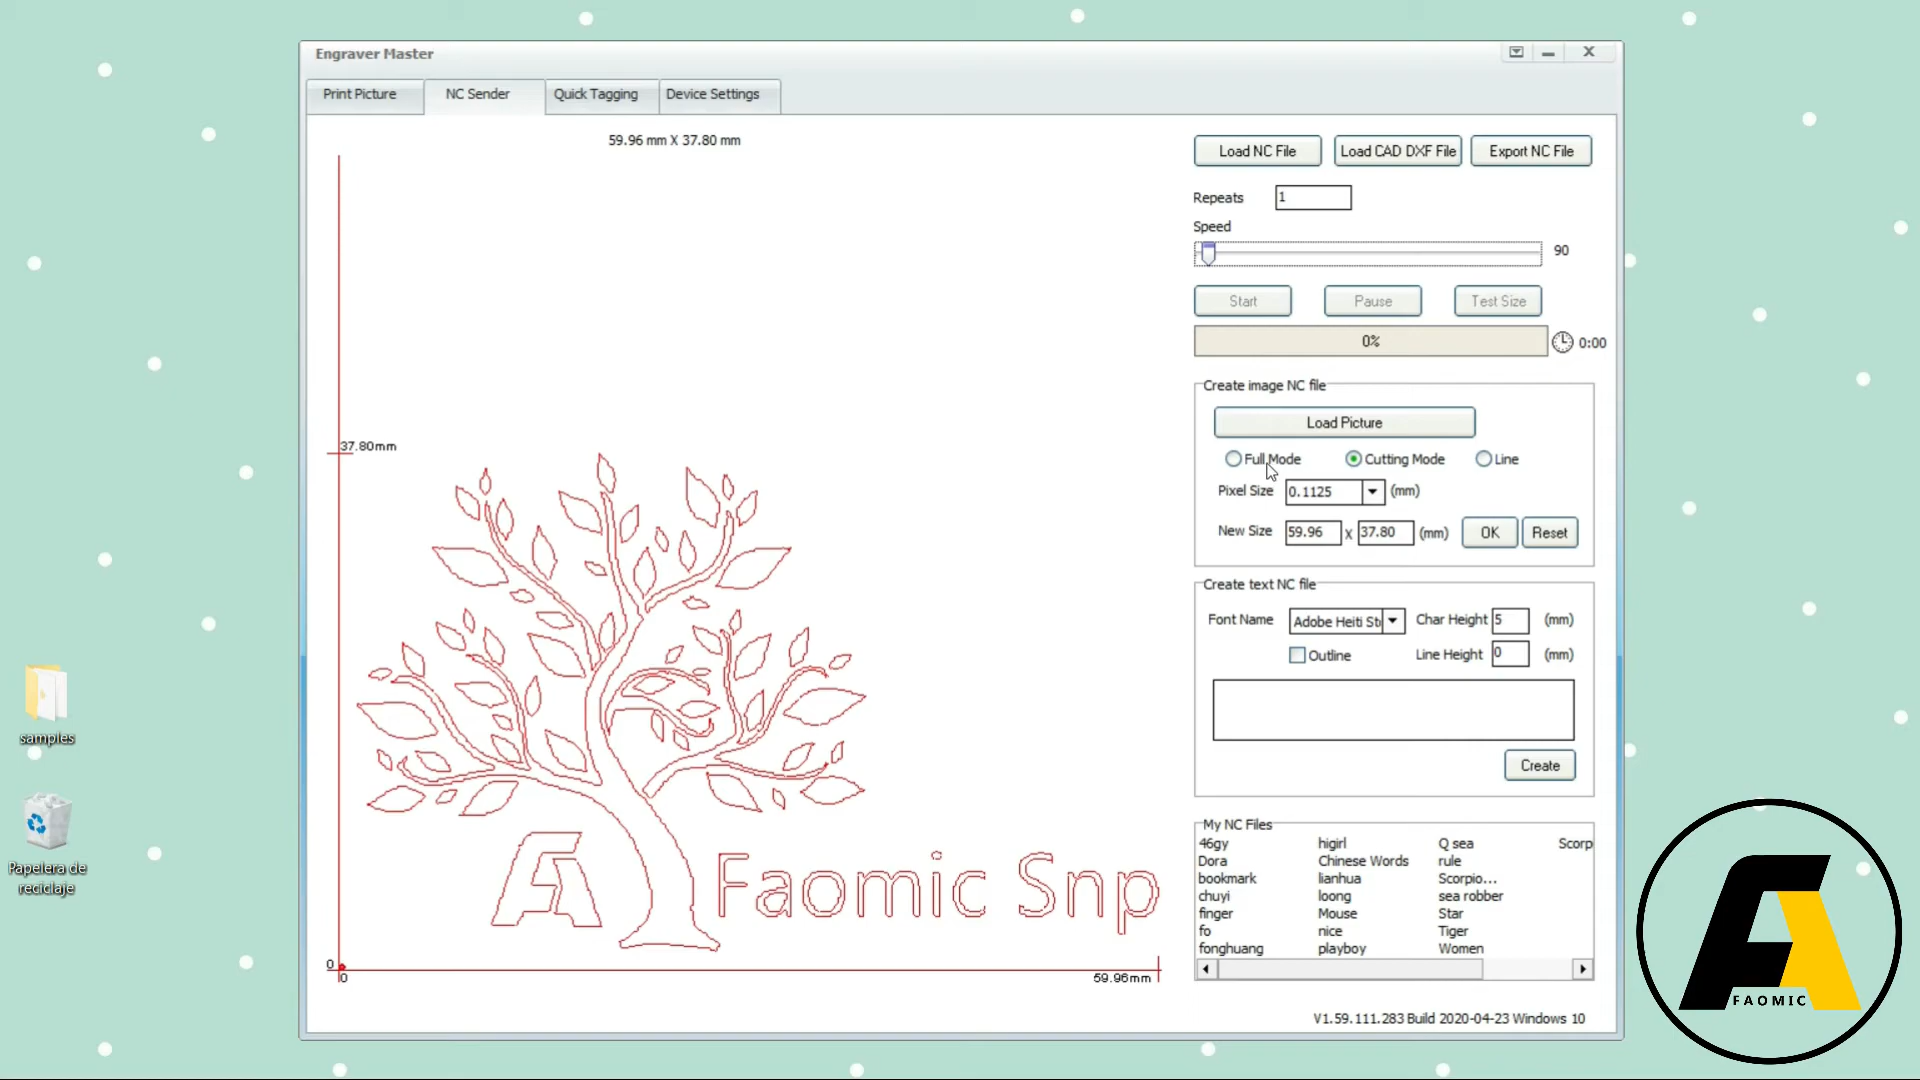 Engraver Master
Print Picture
NC Sender
Quick Tagging
Device Settings
59.96 mm X 37.80 mm
Load NC File
Load CAD DXF File
Export NC File
Repeats
1
Speed
90
Start
Pause
Test Size
0%
0:00
Create image NC file
Load Picture
Full Mode
Cutting Mode
Line
Pixel Size
0.1125
(mm)
New Size
59.96
x
37.80
(mm)
OK
Reset
37.80mm
Create text NC file
Font Name
Adobe Heiti St
Char Height
5
(mm)
Outline
Line Height
0
(mm)
Create
FA
Faomic Snp
0
0
59.96mm
My NC Files
46gy
higirl
Q sea
Scorp
Dora
Chinese Words
rule
bookmark
lianhua
Scorpio...
chuyi
loong
sea robber
finger
Mouse
Star
fo
nice
Tiger
fonghuang
playboy
Women
V1.59.111.283 Build 2020-04-23 Windows 10
samples
Papelera de
reciclaje
FA
FAOMIC